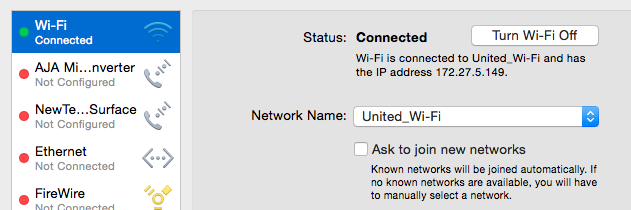 Wi-Fi
Connected
AJA Mi...nverter
Not Configured
NewTe...Surface
Not Configured
Ethernet
Not Connected
FireWire
Not Connected
Status: Connected
Turn Wi-Fi Off
Wi-Fi is connected to United_Wi-Fi and has
the IP address 172.27.5.149.
Network Name: United_Wi-Fi
Ask to join new networks
Known networks will be joined automatically. If
no known networks are available, you will have
to manually select a network.